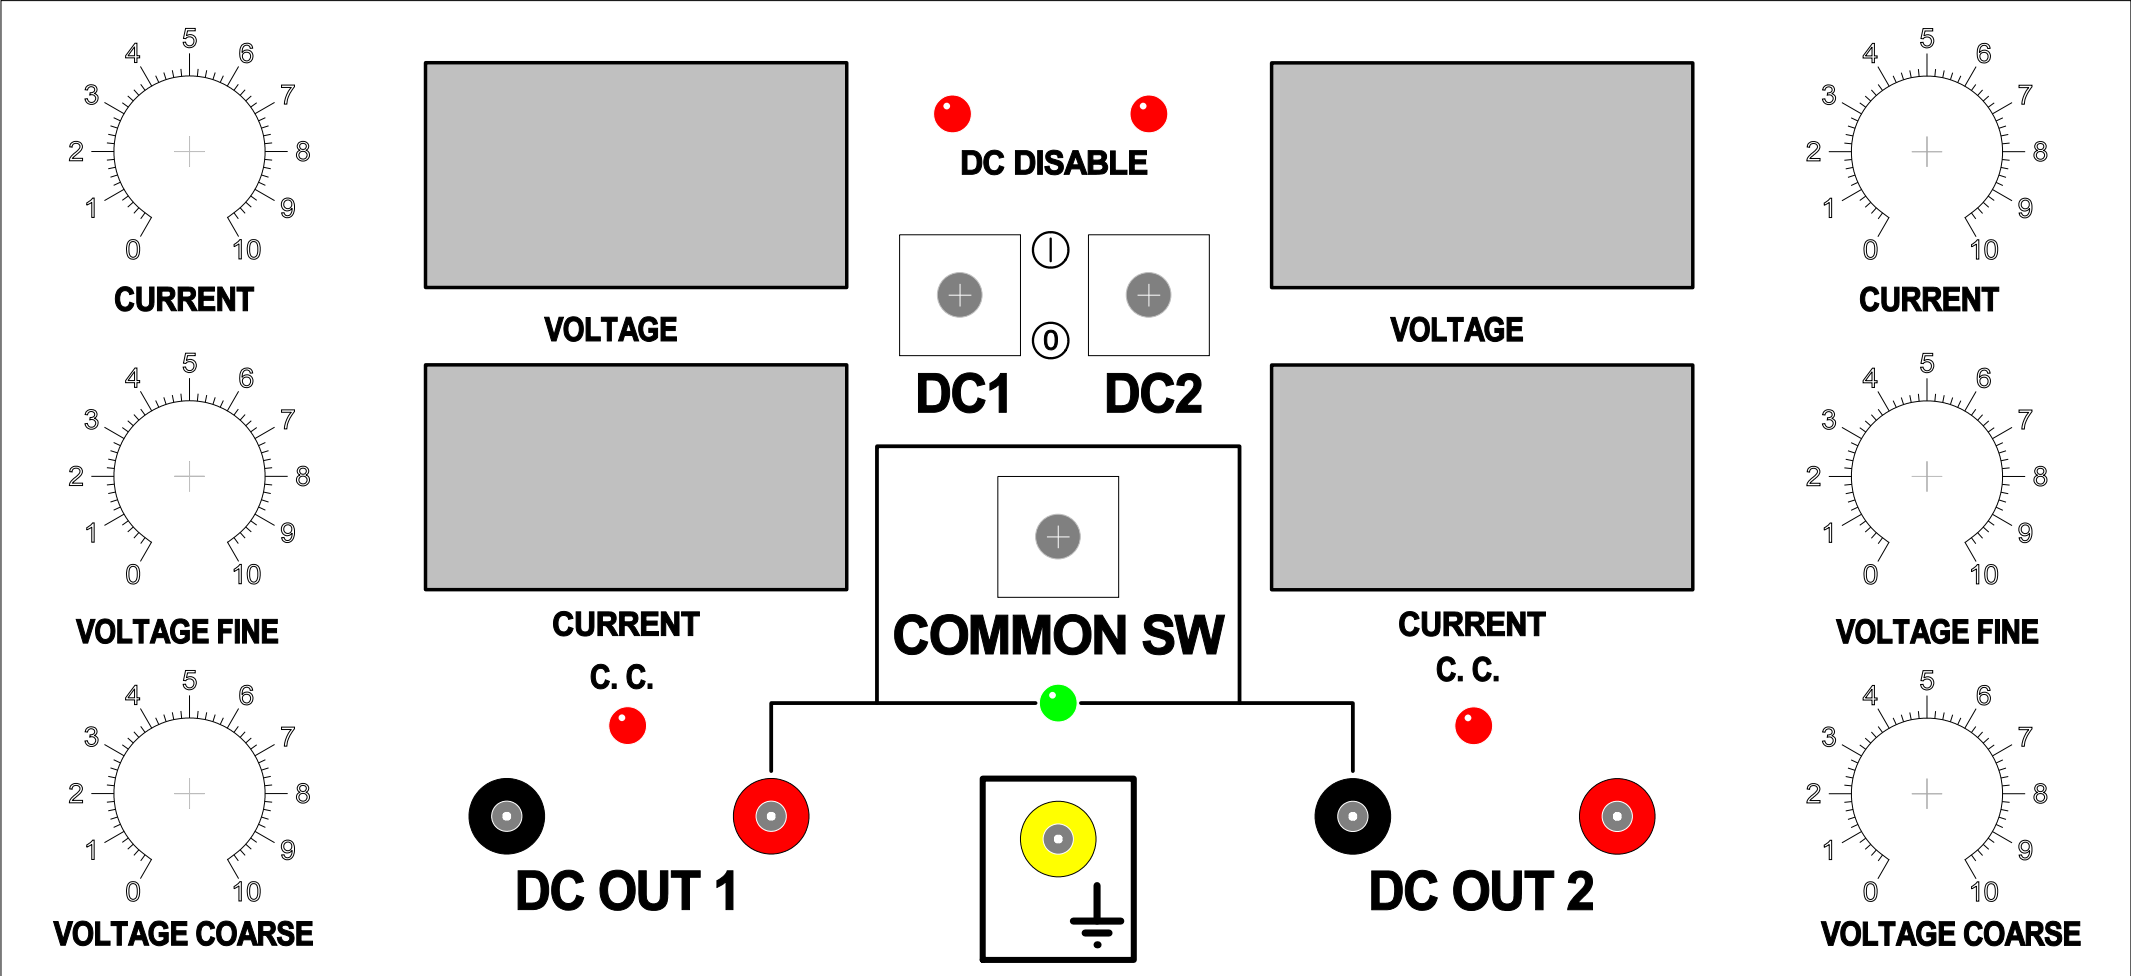 5
4 6
3 7
2 8
1 9
0 10
CURRENT
5
4 6
3 7
2 8
1 9
0 10
VOLTAGE FINE
5
4 6
3 7
2 8
1 9
0 10
VOLTAGE COARSE
VOLTAGE
CURRENT
C. C.
DC OUT 1
DC DISABLE
I
0
DC1 DC2
COMMON SW
VOLTAGE
CURRENT
C. C.
DC OUT 2
5
4 6
3 7
2 8
1 9
0 10
CURRENT
5
4 6
3 7
2 8
1 9
0 10
VOLTAGE FINE
5
4 6
3 7
2 8
1 9
0 10
VOLTAGE COARSE